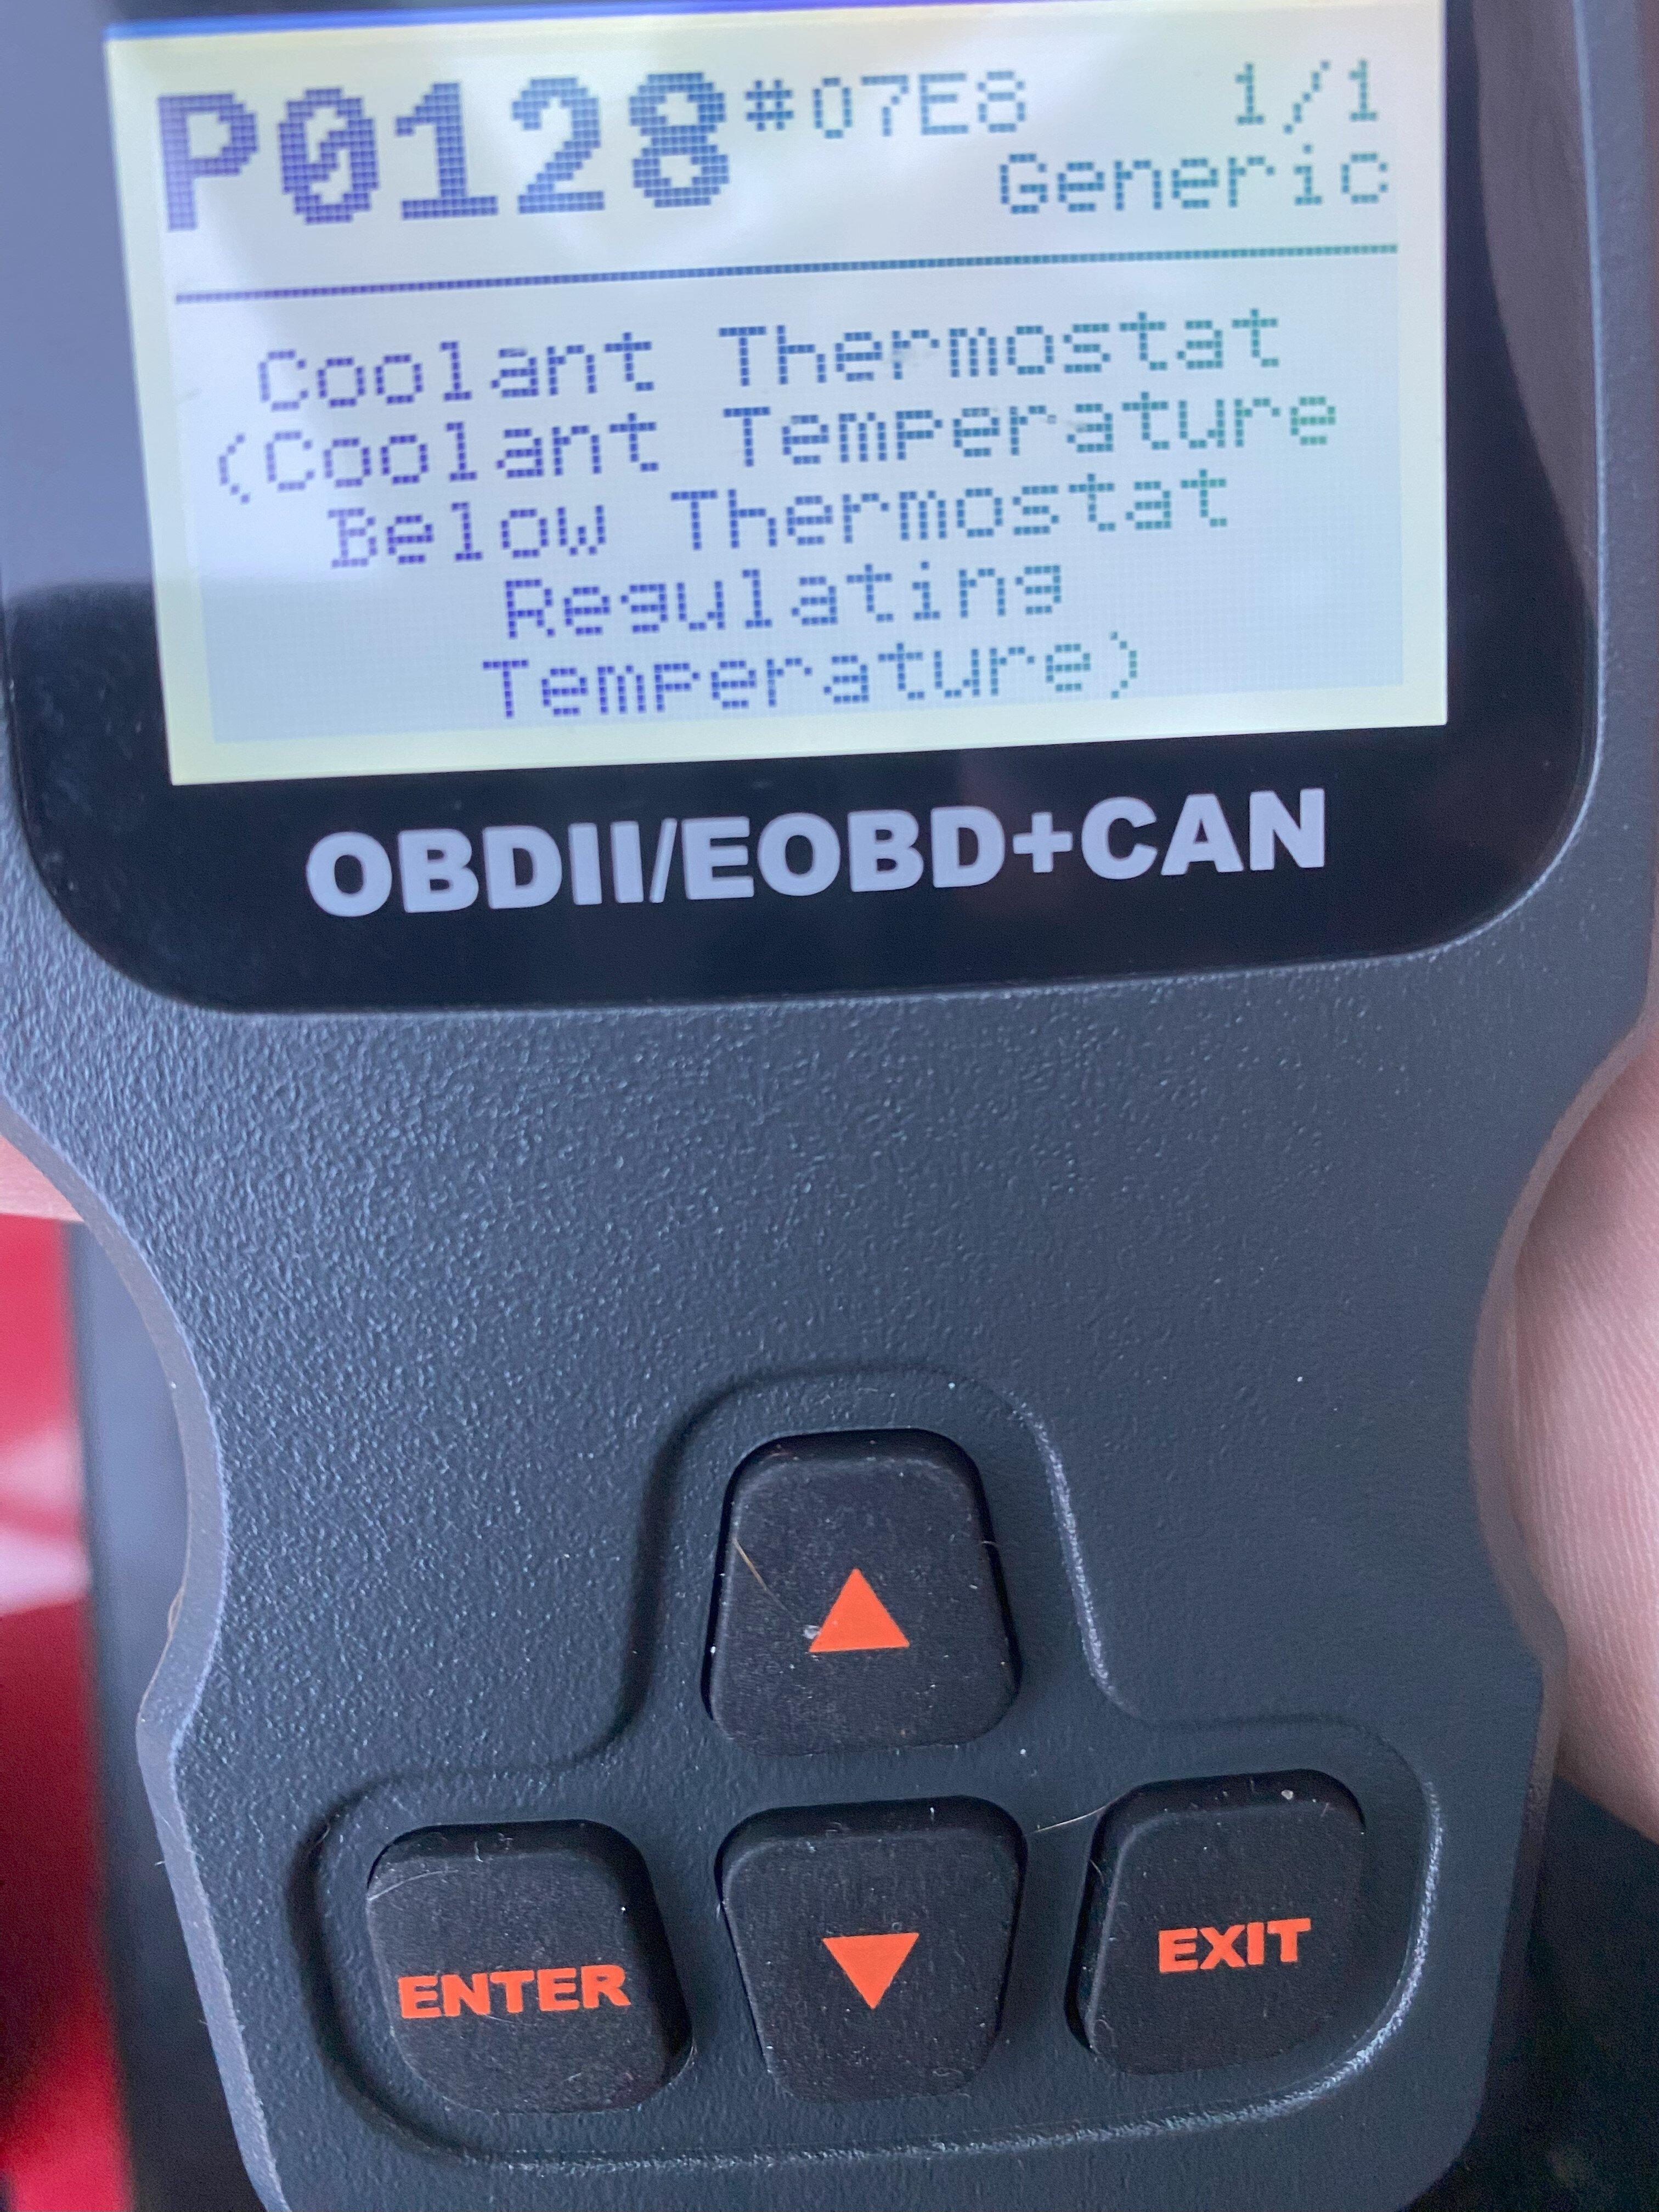 P0128 #07E8 1/1
Generic
Coolant Thermostat
(Coolant Temperature
Below Thermostat
Regulating
Temperature)
OBDII/EOBD+CAN
ENTER
EXIT